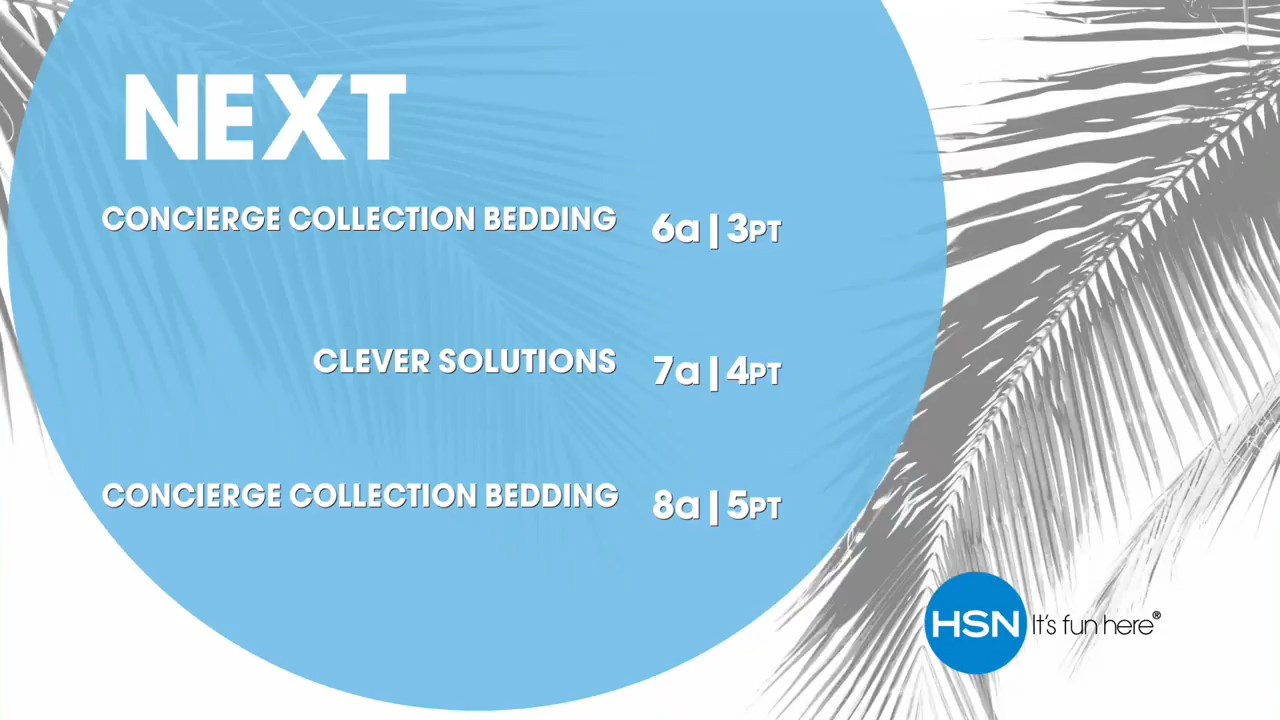 NEXT
CONCIERGE COLLECTION BEDDING 6a | 3PT
CLEVER SOLUTIONS 7a | 4PT
CONCIERGE COLLECTION BEDDING 8a | 5PT
HSN It's fun here®